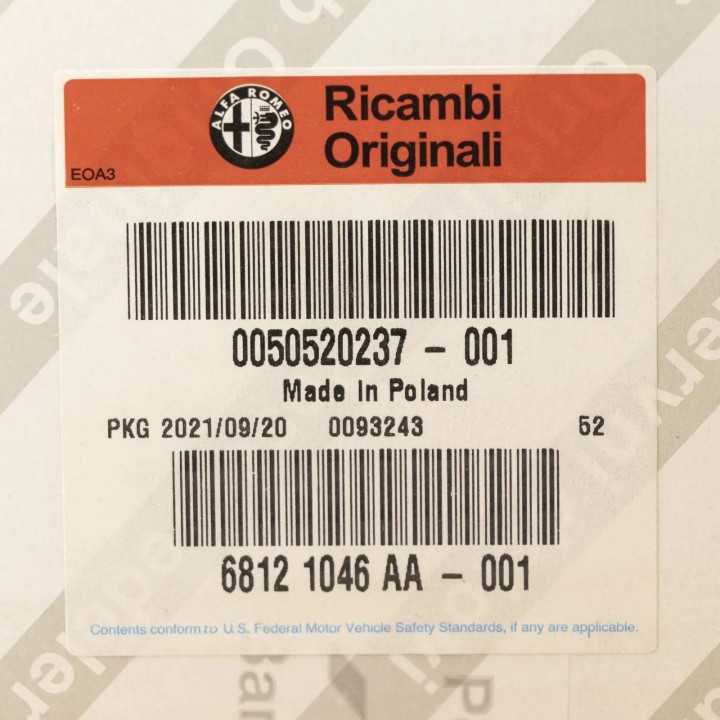 ALFA ROMEO
Ricambi
Originali
EOA3
0050520237 - 001
Made in Poland
PKG 2021/09/20 0093243 52
6812 1046 AA - 001
Contents conform to U.S. Federal Motor Vehicle Safety Standards, if any are applicable.